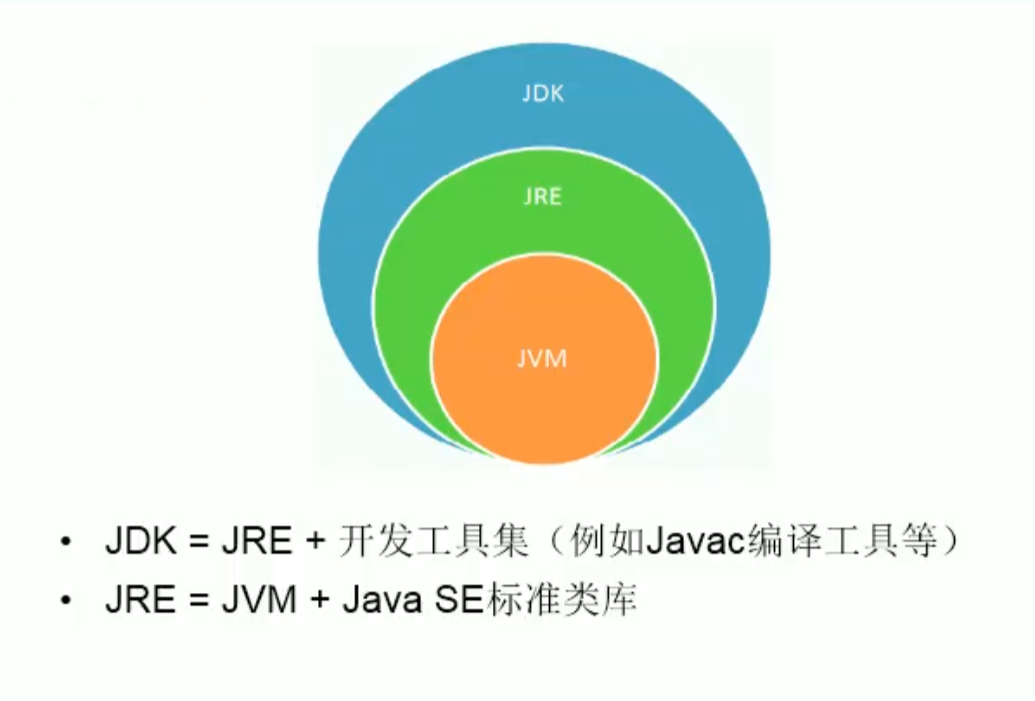 JDK
JRE
JVM
• JDK = JRE + 开发工具集（例如Javac编译工具等）
• JRE = JVM + Java SE标准类库